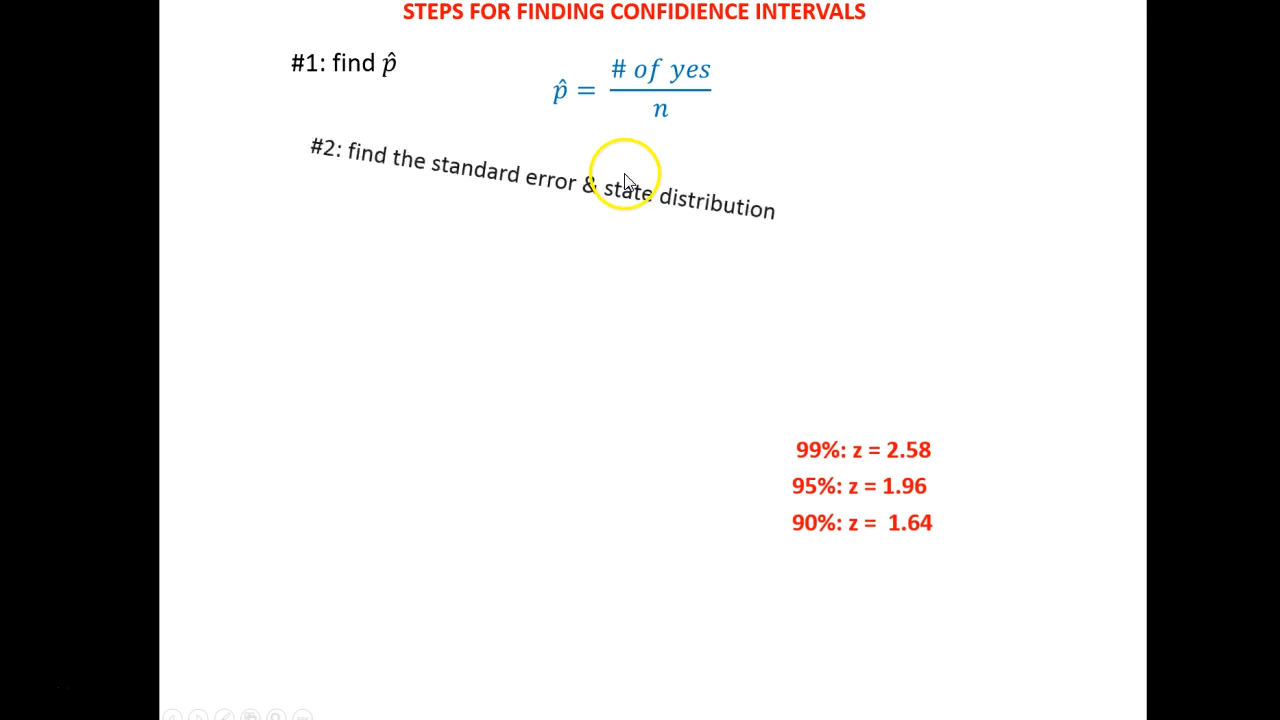 STEPS FOR FINDING CONFIDIENCE INTERVALS
#1: find p̂
p̂ = # of yes / n
#2: find the standard error & state distribution
99%: z = 2.58
95%: z = 1.96
90%: z = 1.64